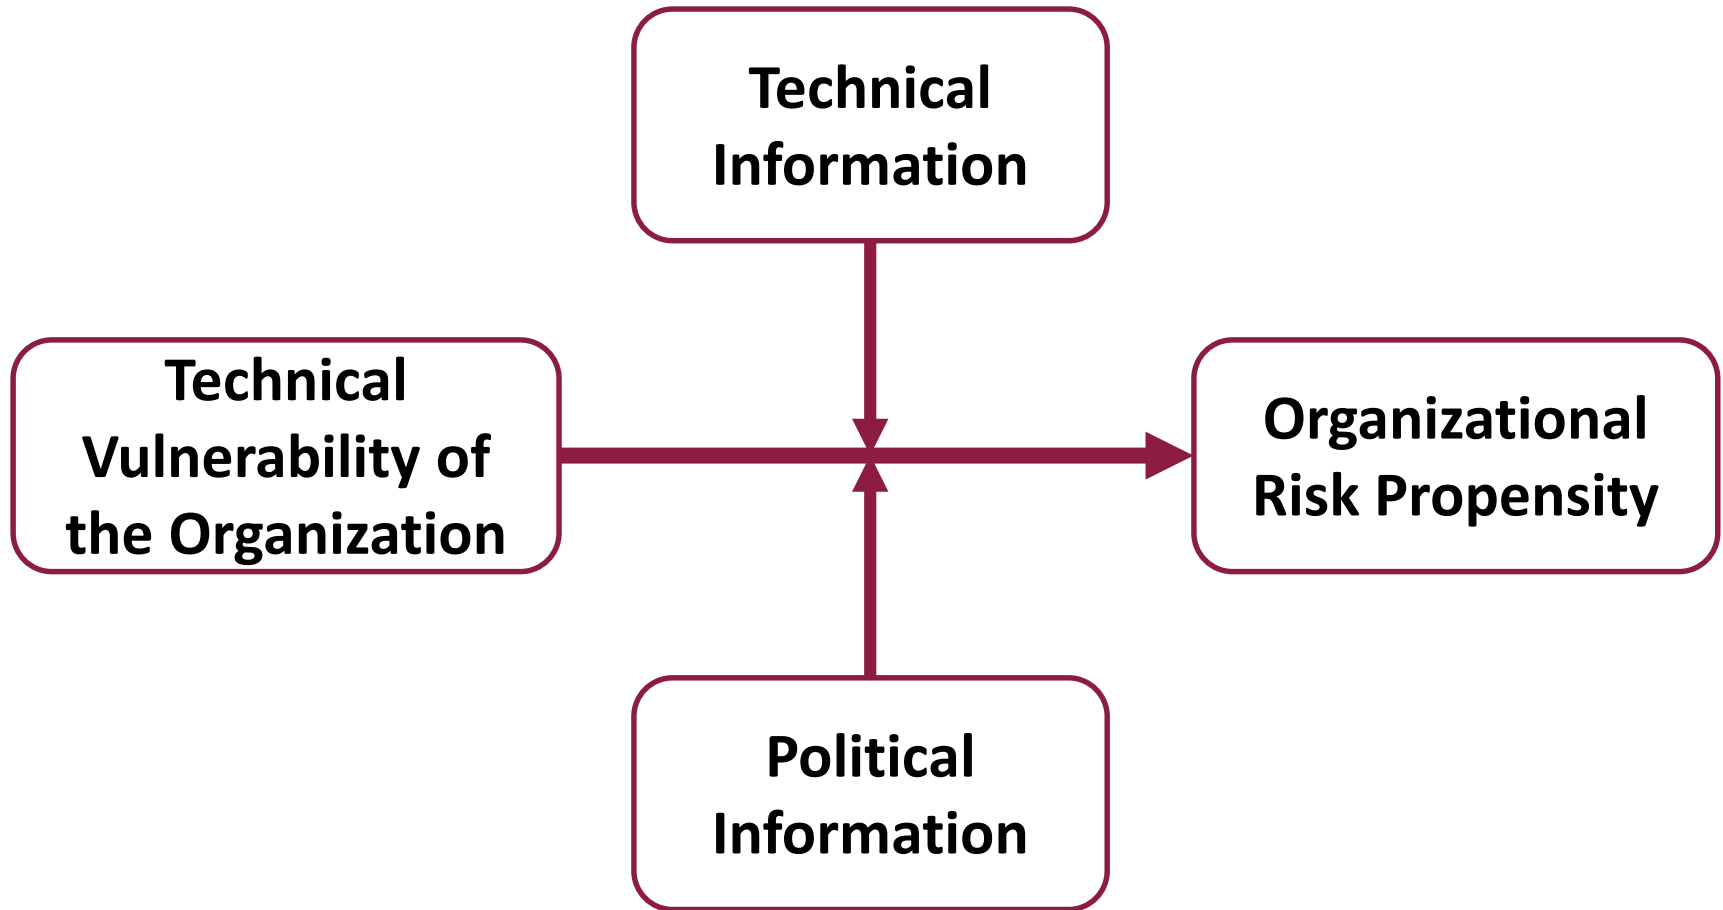 Technical
Information
Technical
Vulnerability of
the Organization
Organizational
Risk Propensity
Political
Information